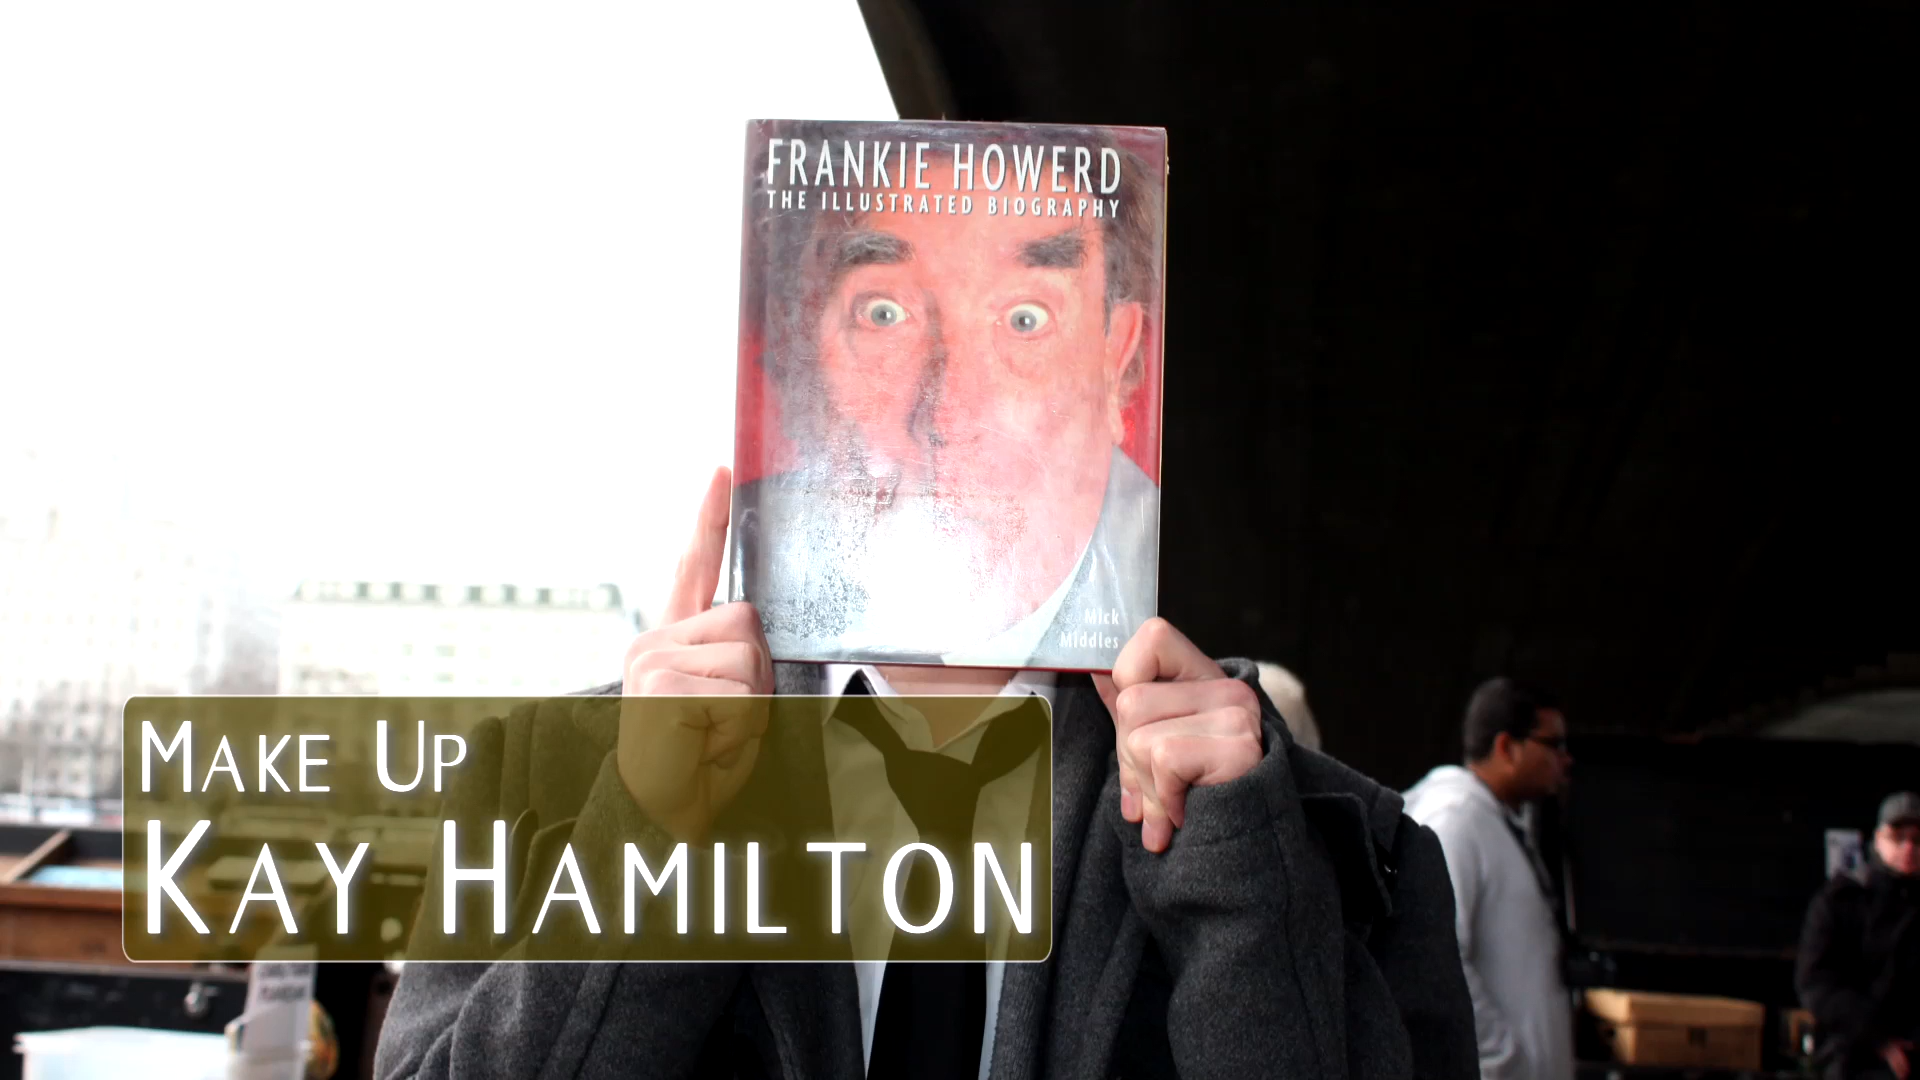 FRANKIE HOWERD
THE ILLUSTRATED BIOGRAPHY
Mick
Middles
Make Up
Kay Hamilton